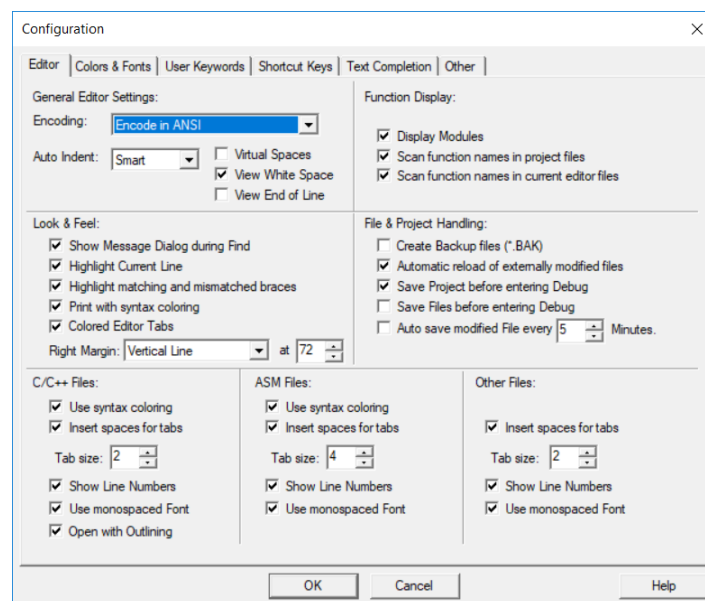 Configuration
Editor
Colors & Fonts
User Keywords
Shortcut Keys
Text Completion
Other
General Editor Settings:
Encoding:
Encode in ANSI
Auto Indent:
Smart
Virtual Spaces
View White Space
View End of Line
Function Display:
Display Modules
Scan function names in project files
Scan function names in current editor files
Look & Feel:
Show Message Dialog during Find
Highlight Current Line
Highlight matching and mismatched braces
Print with syntax coloring
Colored Editor Tabs
Right Margin: Vertical Line at 72
File & Project Handling:
Create Backup files (*.BAK)
Automatic reload of externally modified files
Save Project before entering Debug
Save Files before entering Debug
Auto save modified File every 5 Minutes.
C/C++ Files:
Use syntax coloring
Insert spaces for tabs
Tab size: 2
Show Line Numbers
Use monospaced Font
Open with Outlining
ASM Files:
Use syntax coloring
Insert spaces for tabs
Tab size: 4
Show Line Numbers
Use monospaced Font
Other Files:
Insert spaces for tabs
Tab size: 2
Show Line Numbers
Use monospaced Font
OK
Cancel
Help